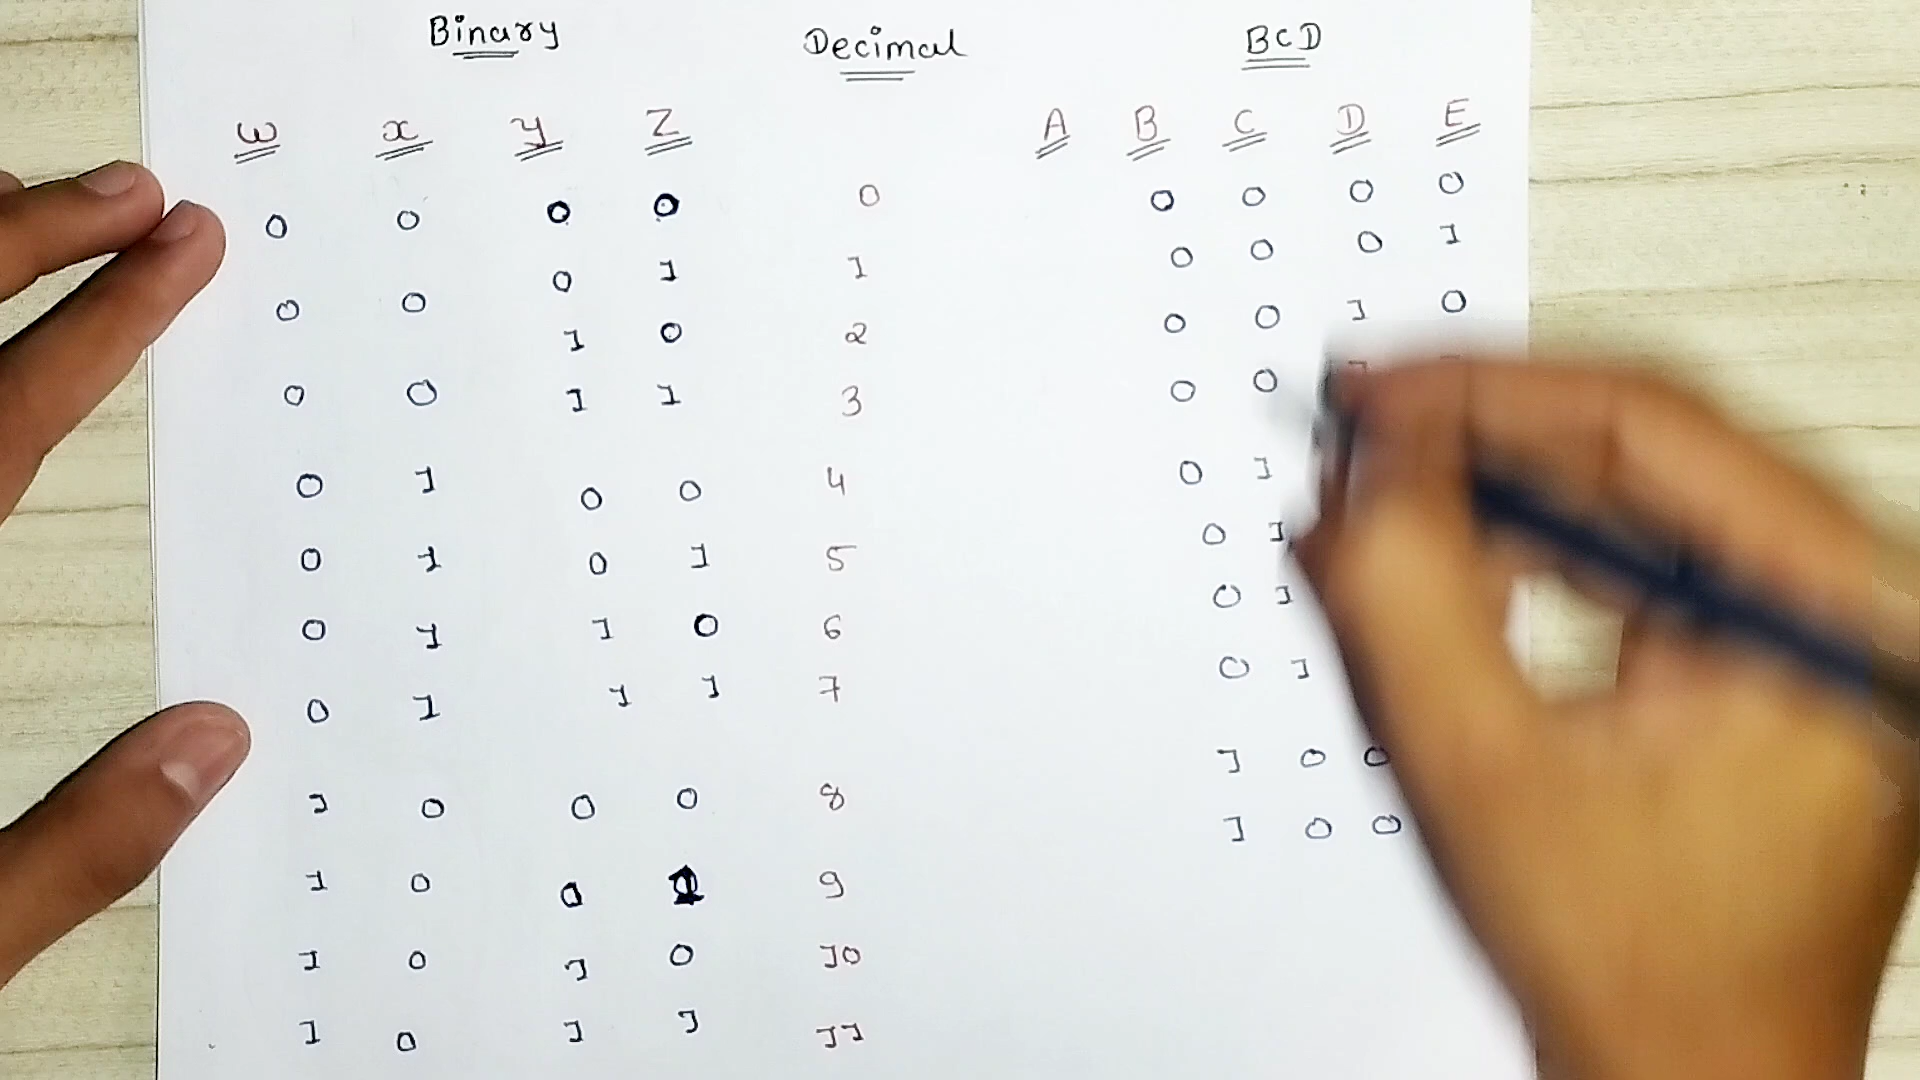 Binary Decimal BCD
W x y Z A B C D E
0 0 0 0 0 0 0 0 0
0 0 0 1 1 0 0 0 1
0 0 1 0 2 0 0 1 0
0 0 1 1 3 0 0
0 1 0 0 4 0 1
0 1 0 1 5 0 1
0 1 1 0 6 0 1
0 1 1 1 7 0 1
1 0 0 0 8 1 0 0
1 0 0 9 1 0 0
1 0 1 0 10
1 0 1 1 11